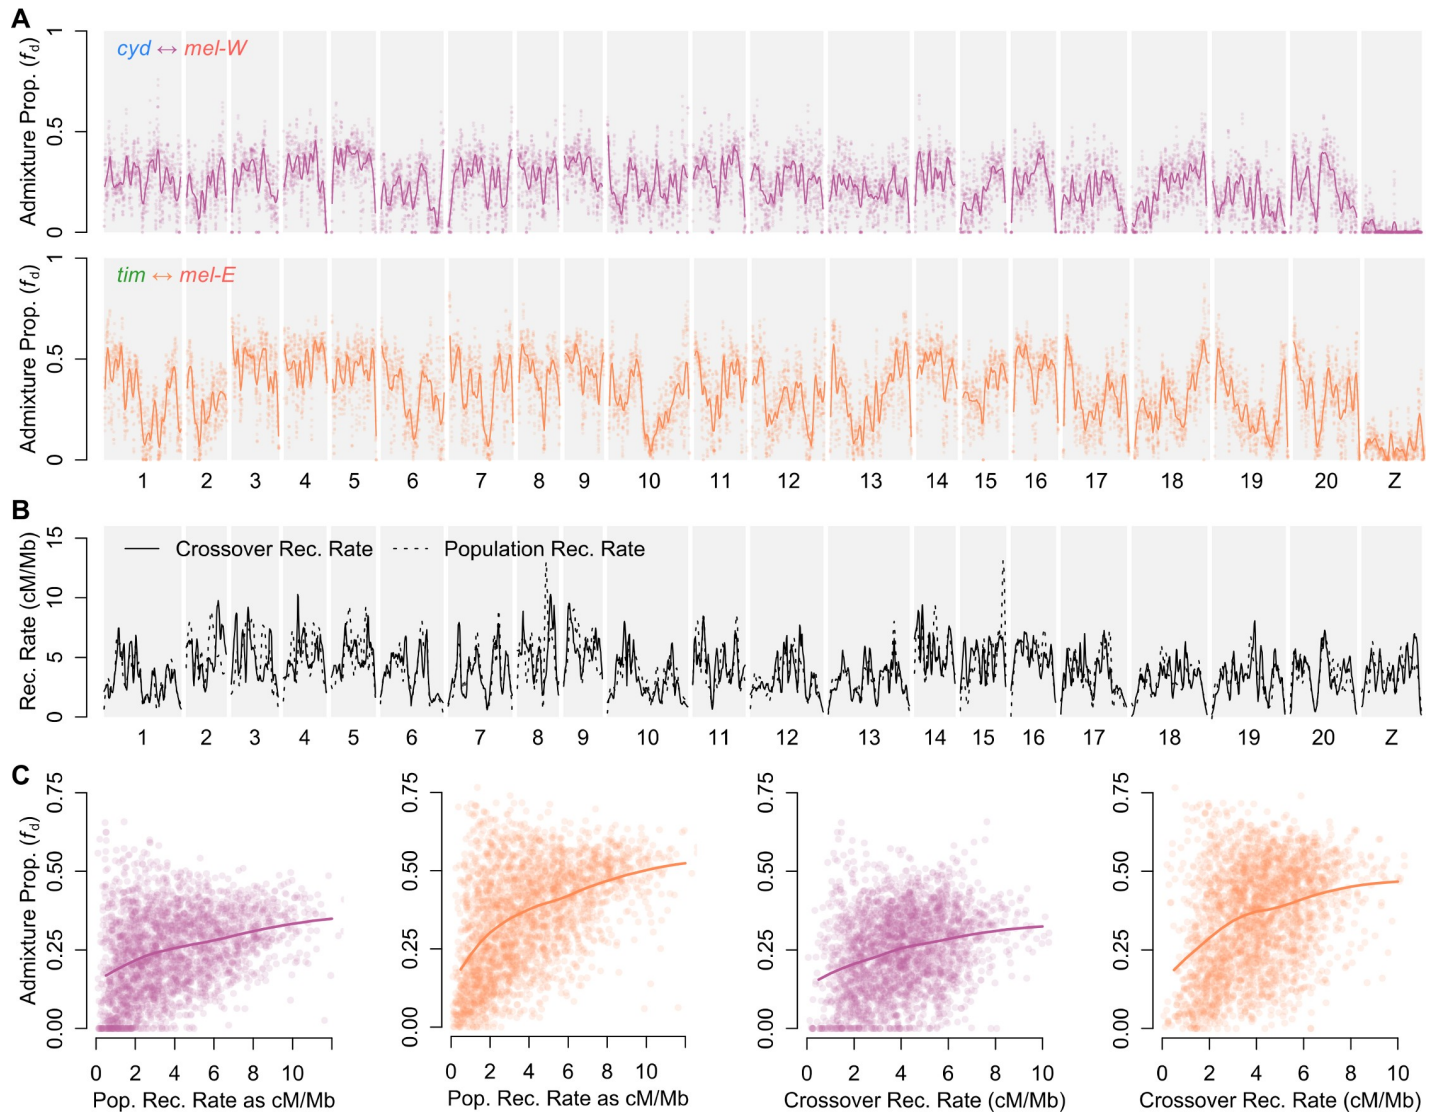 A
cyd ↔ mel-W
Admixture Prop. (fd)
0 0.5 1
tim ↔ mel-E
Admixture Prop. (fd)
0 0.5 1
1 2 3 4 5 6 7 8 9 10 11 12 13 14 15 16 17 18 19 20 Z
B
Crossover Rec. Rate Population Rec. Rate
Rec. Rate (cM/Mb)
0 5 10 15
1 2 3 4 5 6 7 8 9 10 11 12 13 14 15 16 17 18 19 20 Z
C
Admixture Prop. (fd)
0.00 0.25 0.50 0.75
0 2 4 6 8 10
Pop. Rec. Rate as cM/Mb
0.00 0.25 0.50 0.75
0 2 4 6 8 10
Pop. Rec. Rate as cM/Mb
0.00 0.25 0.50 0.75
0 2 4 6 8 10
Crossover Rec. Rate (cM/Mb)
0.00 0.25 0.50 0.75
0 2 4 6 8 10
Crossover Rec. Rate (cM/Mb)